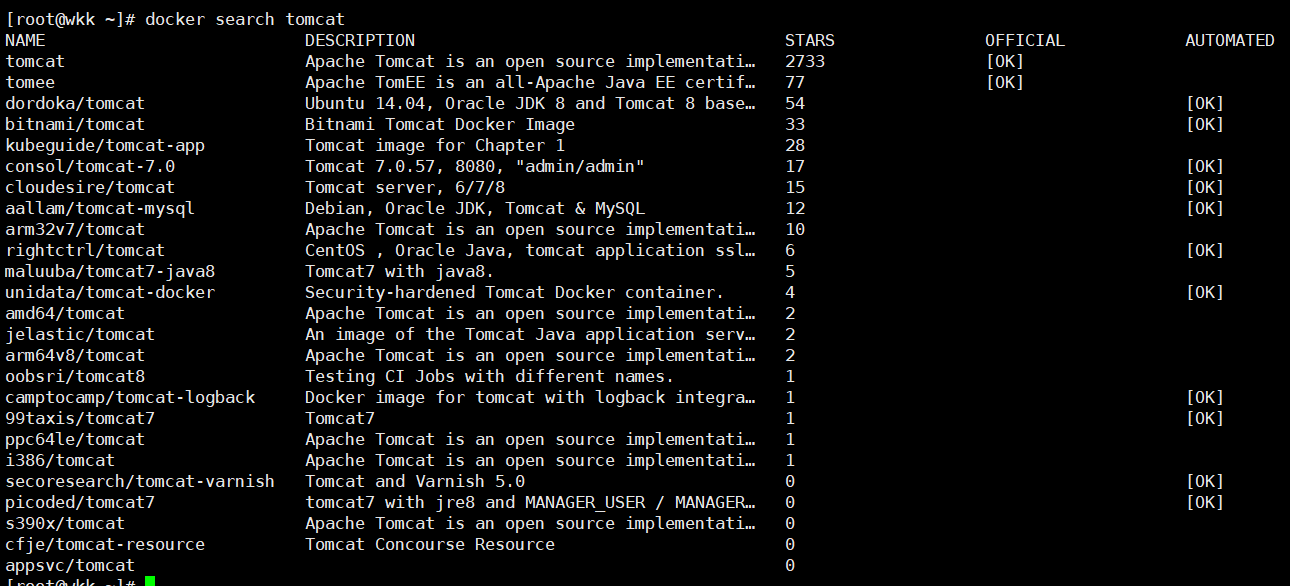 [root@wkk ~]# docker search tomcat
NAME DESCRIPTION STARS OFFICIAL AUTOMATED
tomcat Apache Tomcat is an open source implementati… 2733 [OK]
tomee Apache TomEE is an all-Apache Java EE certif… 77 [OK]
dordoka/tomcat Ubuntu 14.04, Oracle JDK 8 and Tomcat 8 base… 54 [OK]
bitnami/tomcat Bitnami Tomcat Docker Image 33 [OK]
kubeguide/tomcat-app Tomcat image for Chapter 1 28
consol/tomcat-7.0 Tomcat 7.0.57, 8080, "admin/admin" 17 [OK]
cloudesire/tomcat Tomcat server, 6/7/8 15 [OK]
aallam/tomcat-mysql Debian, Oracle JDK, Tomcat & MySQL 12 [OK]
arm32v7/tomcat Apache Tomcat is an open source implementati… 10
rightctrl/tomcat CentOS , Oracle Java, tomcat application ssl… 6 [OK]
maluuba/tomcat7-java8 Tomcat7 with java8. 5
unidata/tomcat-docker Security-hardened Tomcat Docker container. 4 [OK]
amd64/tomcat Apache Tomcat is an open source implementati… 2
jelastic/tomcat An image of the Tomcat Java application serv… 2
arm64v8/tomcat Apache Tomcat is an open source implementati… 2
oobsri/tomcat8 Testing CI Jobs with different names. 1
camptocamp/tomcat-logback Docker image for tomcat with logback integra… 1 [OK]
99taxis/tomcat7 Tomcat7 1 [OK]
ppc64le/tomcat Apache Tomcat is an open source implementati… 1
i386/tomcat Apache Tomcat is an open source implementati… 1
secoresearch/tomcat-varnish Tomcat and Varnish 5.0 0 [OK]
picoded/tomcat7 tomcat7 with jre8 and MANAGER_USER / MANAGER… 0 [OK]
s390x/tomcat Apache Tomcat is an open source implementati… 0
cfje/tomcat-resource Tomcat Concourse Resource 0
appsvc/tomcat 0
[root@wkk ~]#